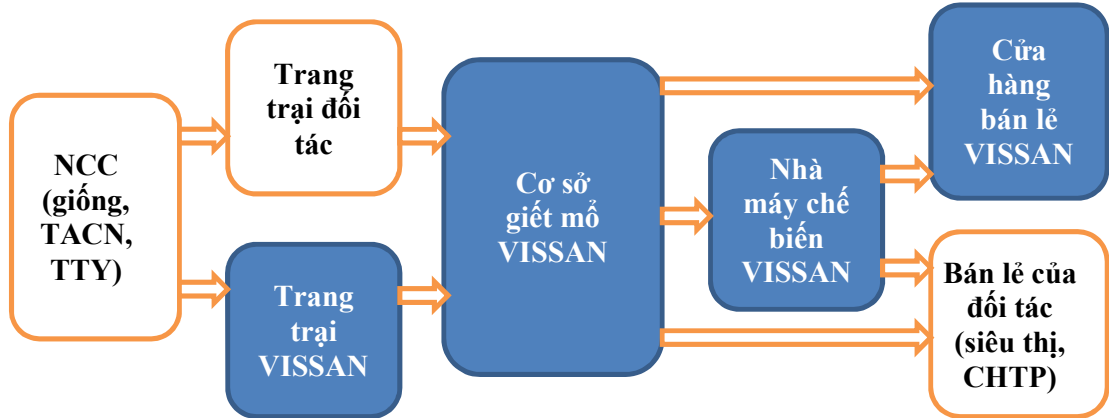 NCC
(giống,
TACN,
TTY)
Trang
trại đối
tác
Trang
trại
VISSAN
Cơ sở
giết mổ
VISSAN
Nhà
máy chế
biến
VISSAN
Cửa
hàng
bán lẻ
VISSAN
Bán lẻ của
đối tác
(siêu thị,
CHTP)